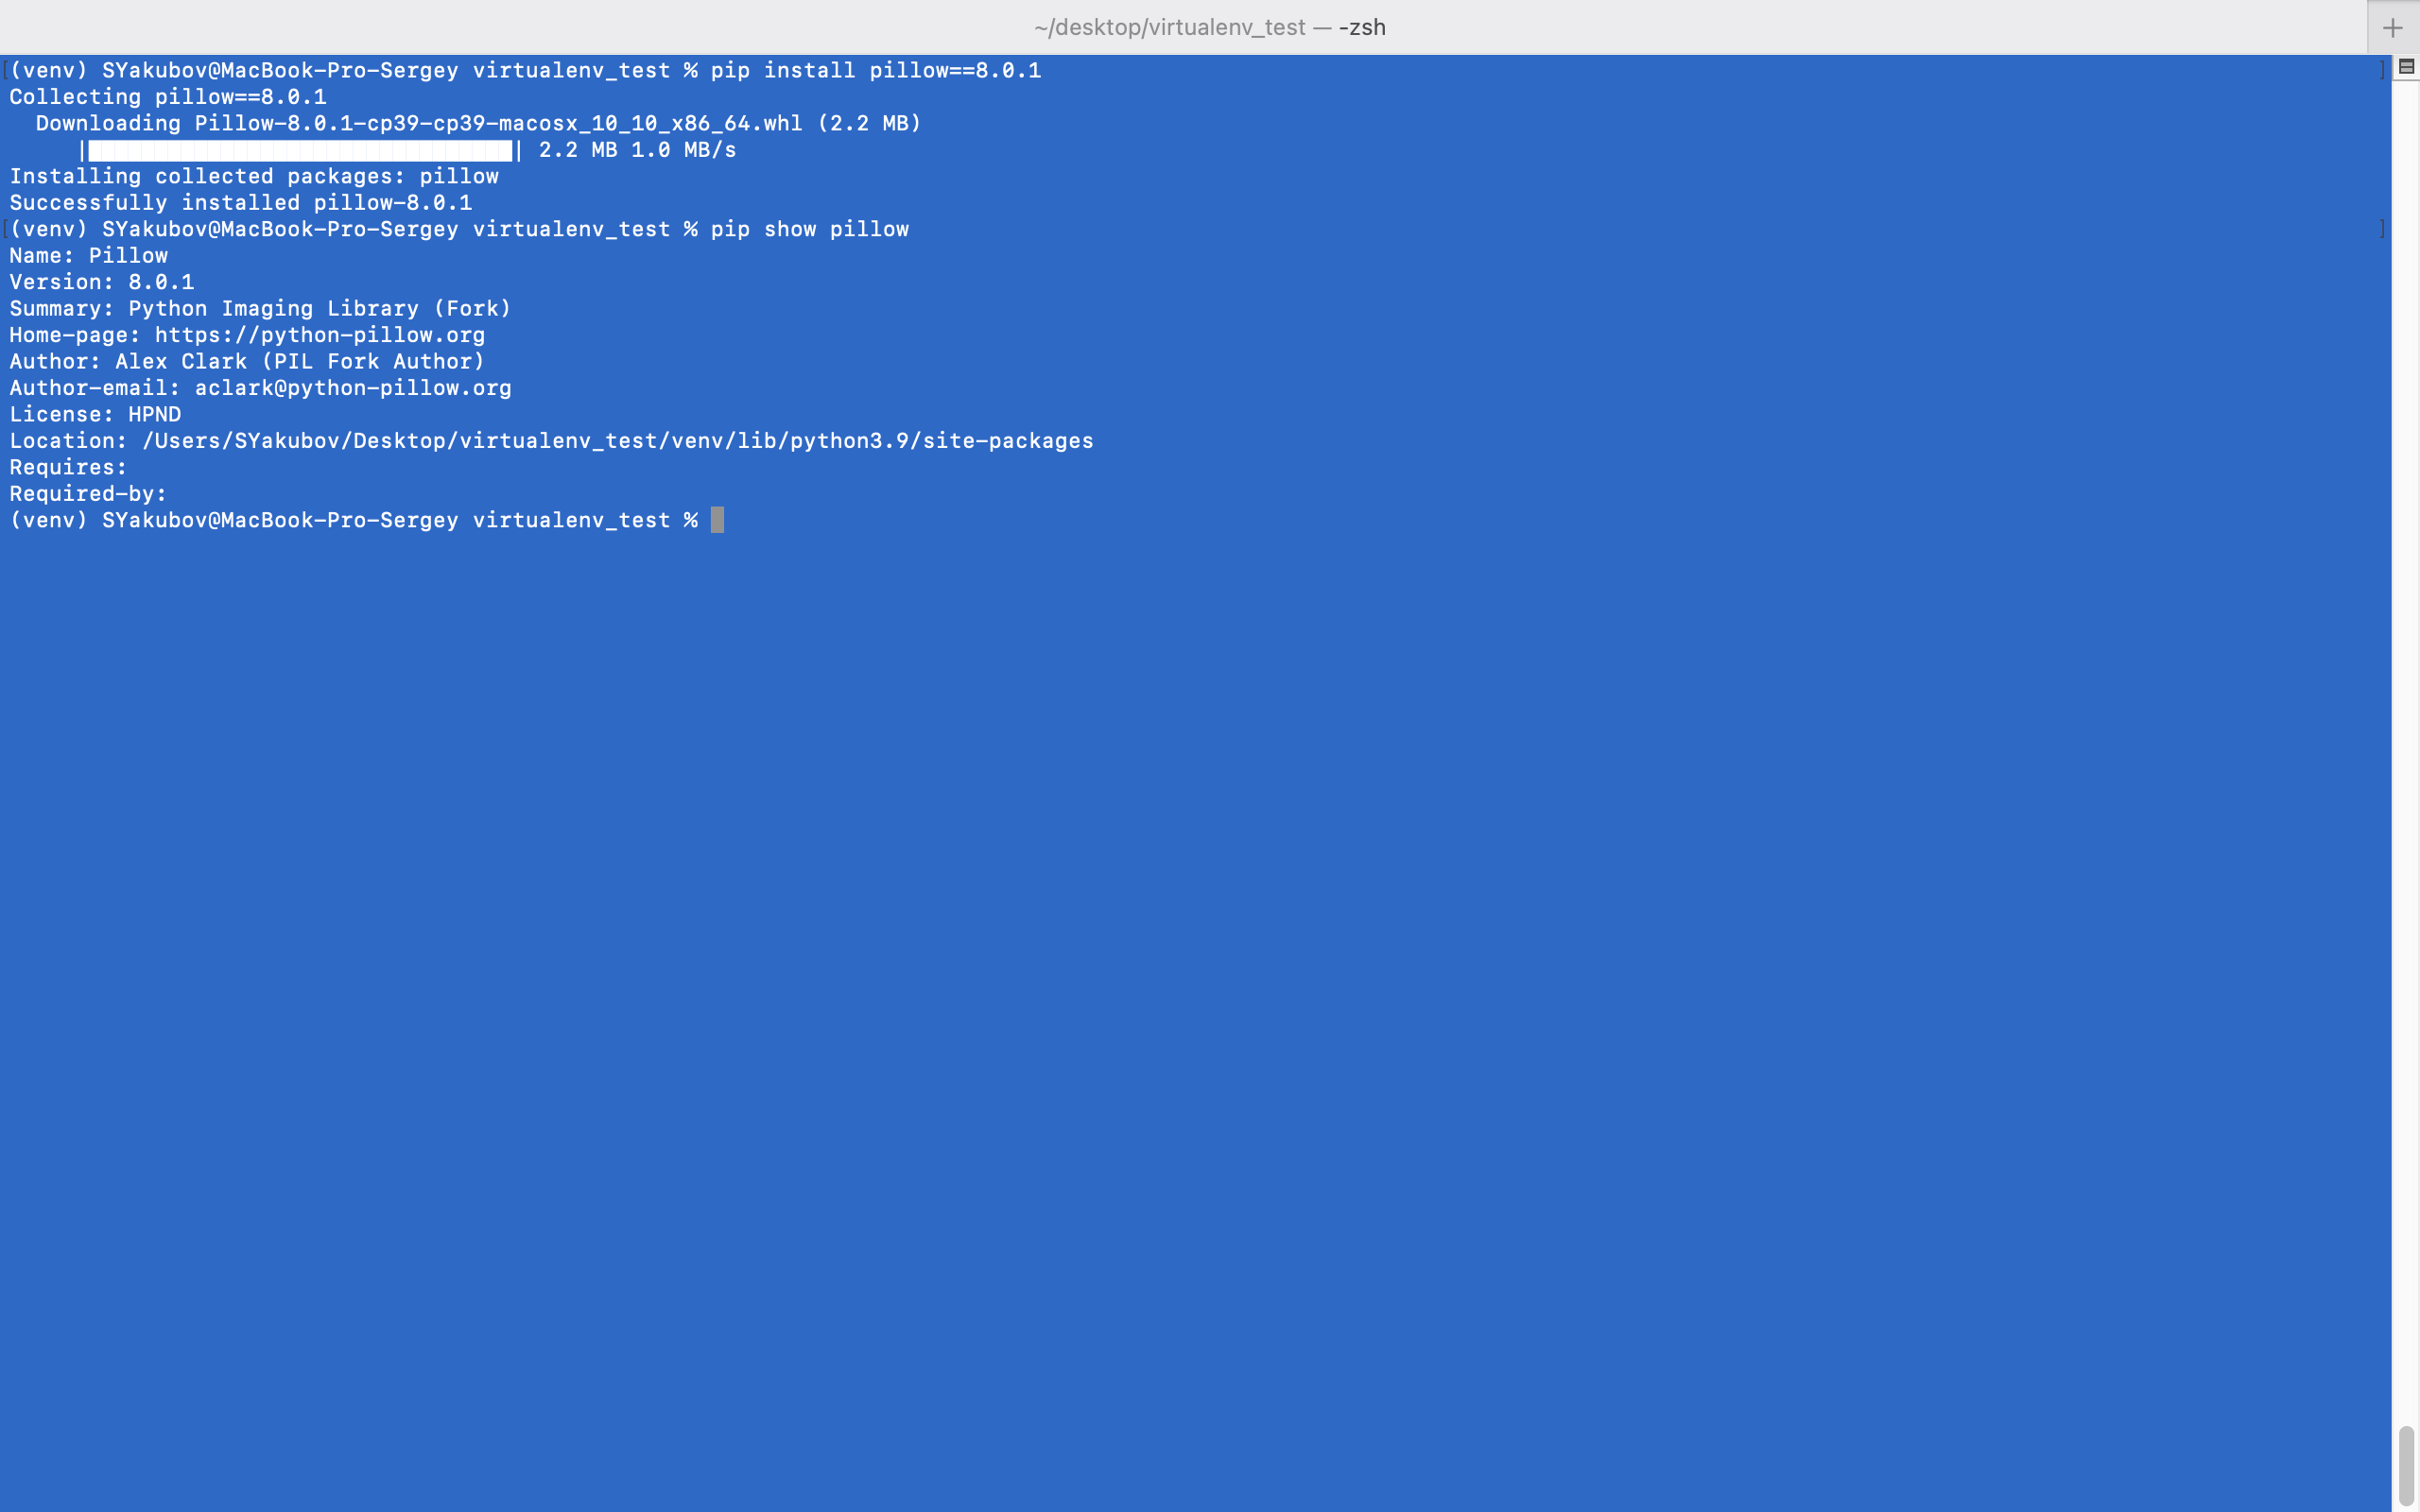 ~/desktop/virtualenv_test — -zsh
[(venv) SYakubov@MacBook-Pro-Sergey virtualenv_test % pip install pillow==8.0.1 ]
Collecting pillow==8.0.1
  Downloading Pillow-8.0.1-cp39-cp39-macosx_10_10_x86_64.whl (2.2 MB)
     |████████████████████████████████| 2.2 MB 1.0 MB/s
Installing collected packages: pillow
Successfully installed pillow-8.0.1
[(venv) SYakubov@MacBook-Pro-Sergey virtualenv_test % pip show pillow ]
Name: Pillow
Version: 8.0.1
Summary: Python Imaging Library (Fork)
Home-page: https://python-pillow.org
Author: Alex Clark (PIL Fork Author)
Author-email: aclark@python-pillow.org
License: HPND
Location: /Users/SYakubov/Desktop/virtualenv_test/venv/lib/python3.9/site-packages
Requires:
Required-by:
(venv) SYakubov@MacBook-Pro-Sergey virtualenv_test %